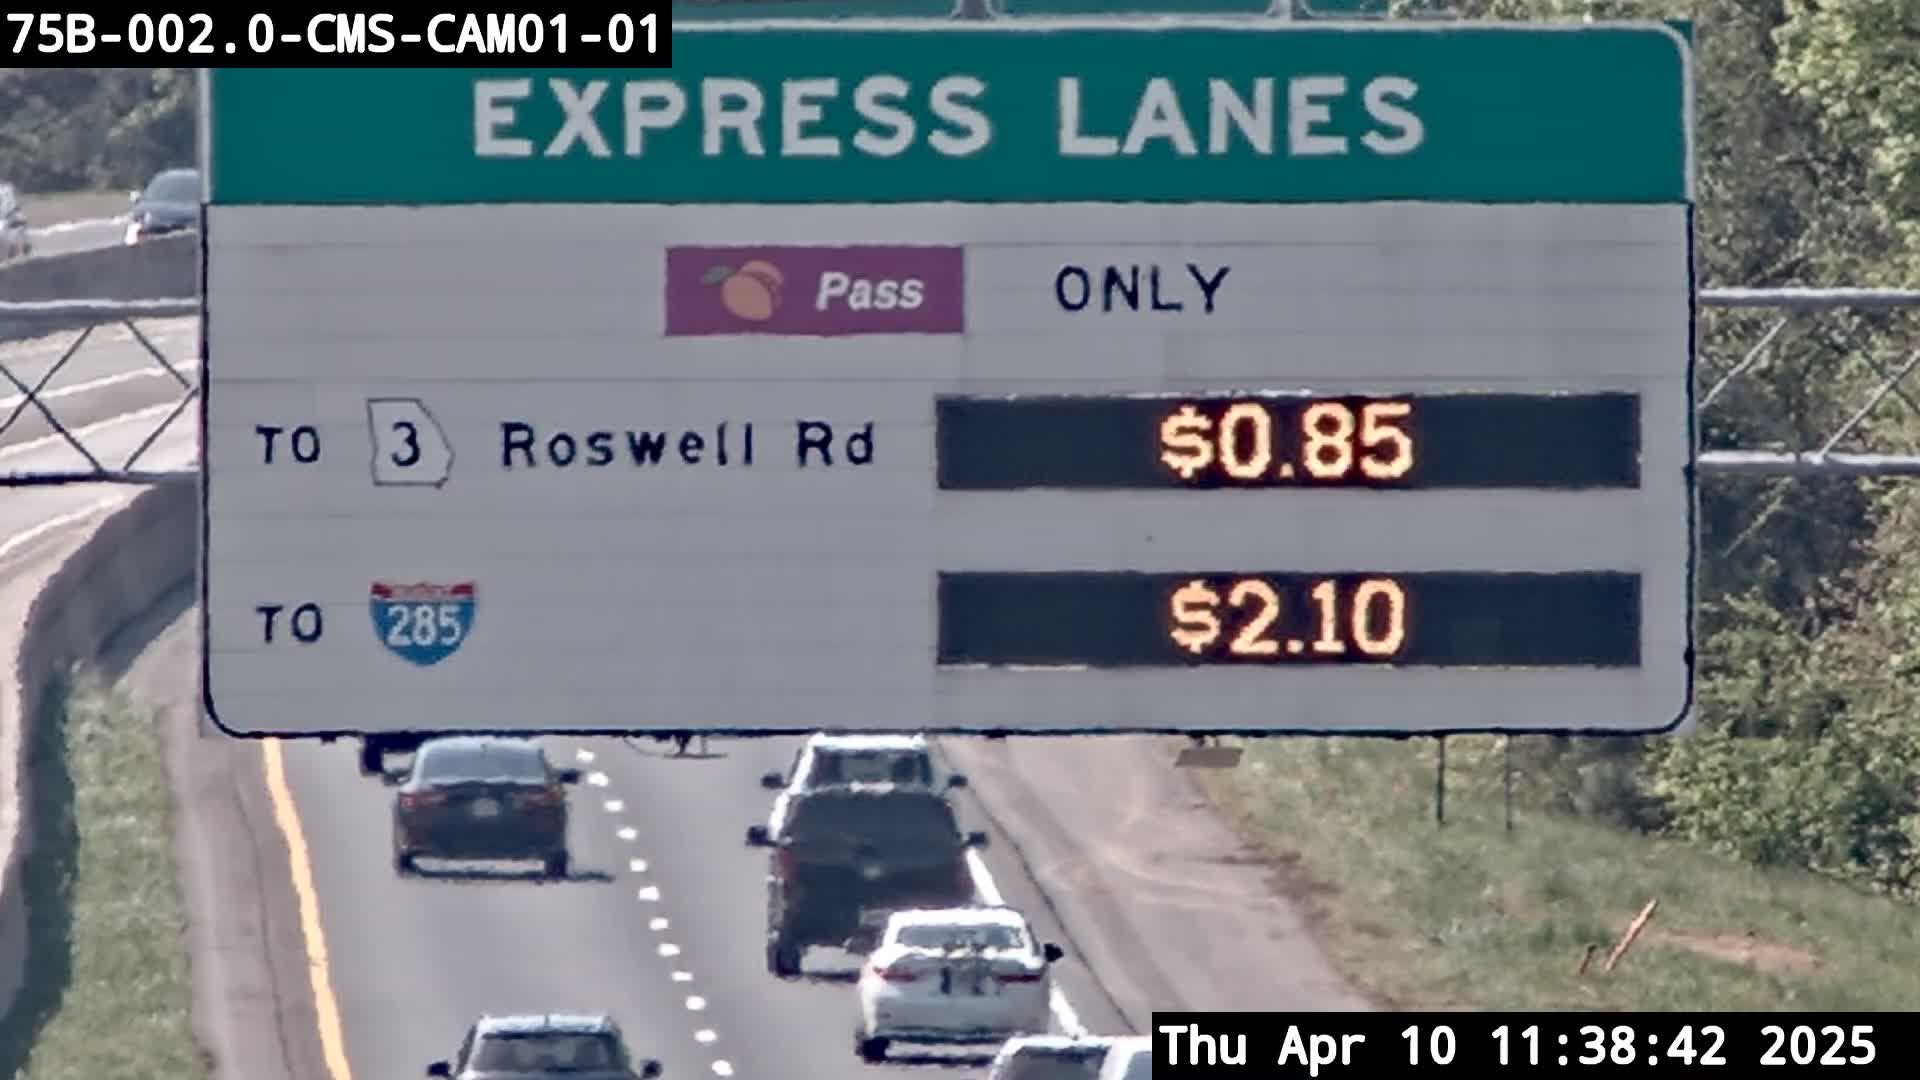 75B-002.0-CMS-CAM01-01
EXPRESS LANES
Pass ONLY
TO 3 Roswell Rd $0.85
TO 285 $2.10
Thu Apr 10 11:38:42 2025